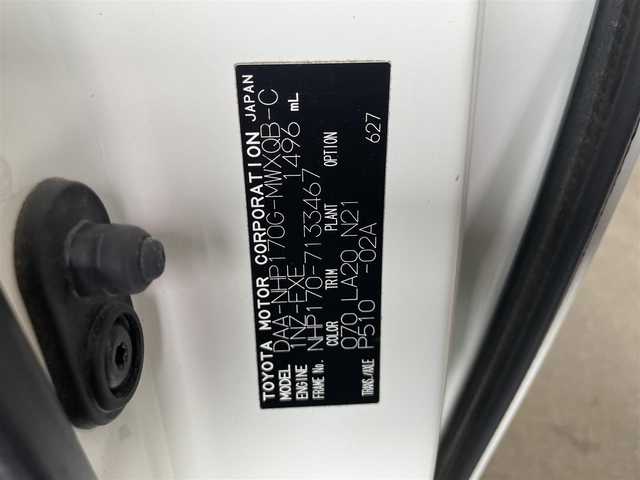 TOYOTA MOTOR CORPORATION JAPAN
MODEL DAA-NHP170G-MWXQB-C
ENGINE 1NZ-EXE 1496 mL
FRAME No. NHP170-7133467
COLOR TRIM PLANT OPTION
070 LA20 N21
TRANS./AXLE P510 -02A 627